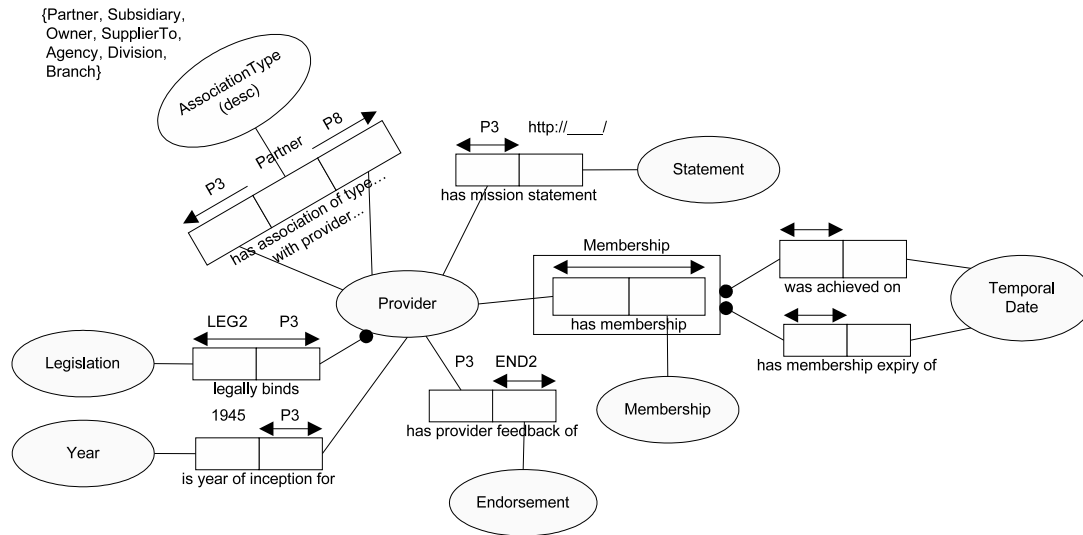 {Partner, Subsidiary,
Owner, SupplierTo,
Agency, Division,
Branch}
AssociationType
(desc)
P3
Partner
P8
has association of type…
with provider…
P3
http://____/
has mission statement
Statement
Membership
has membership
was achieved on
Temporal
Date
has membership expiry of
Provider
LEG2
P3
Legislation
legally binds
P3
END2
has provider feedback of
Membership
1945
P3
Year
is year of inception for
Endorsement